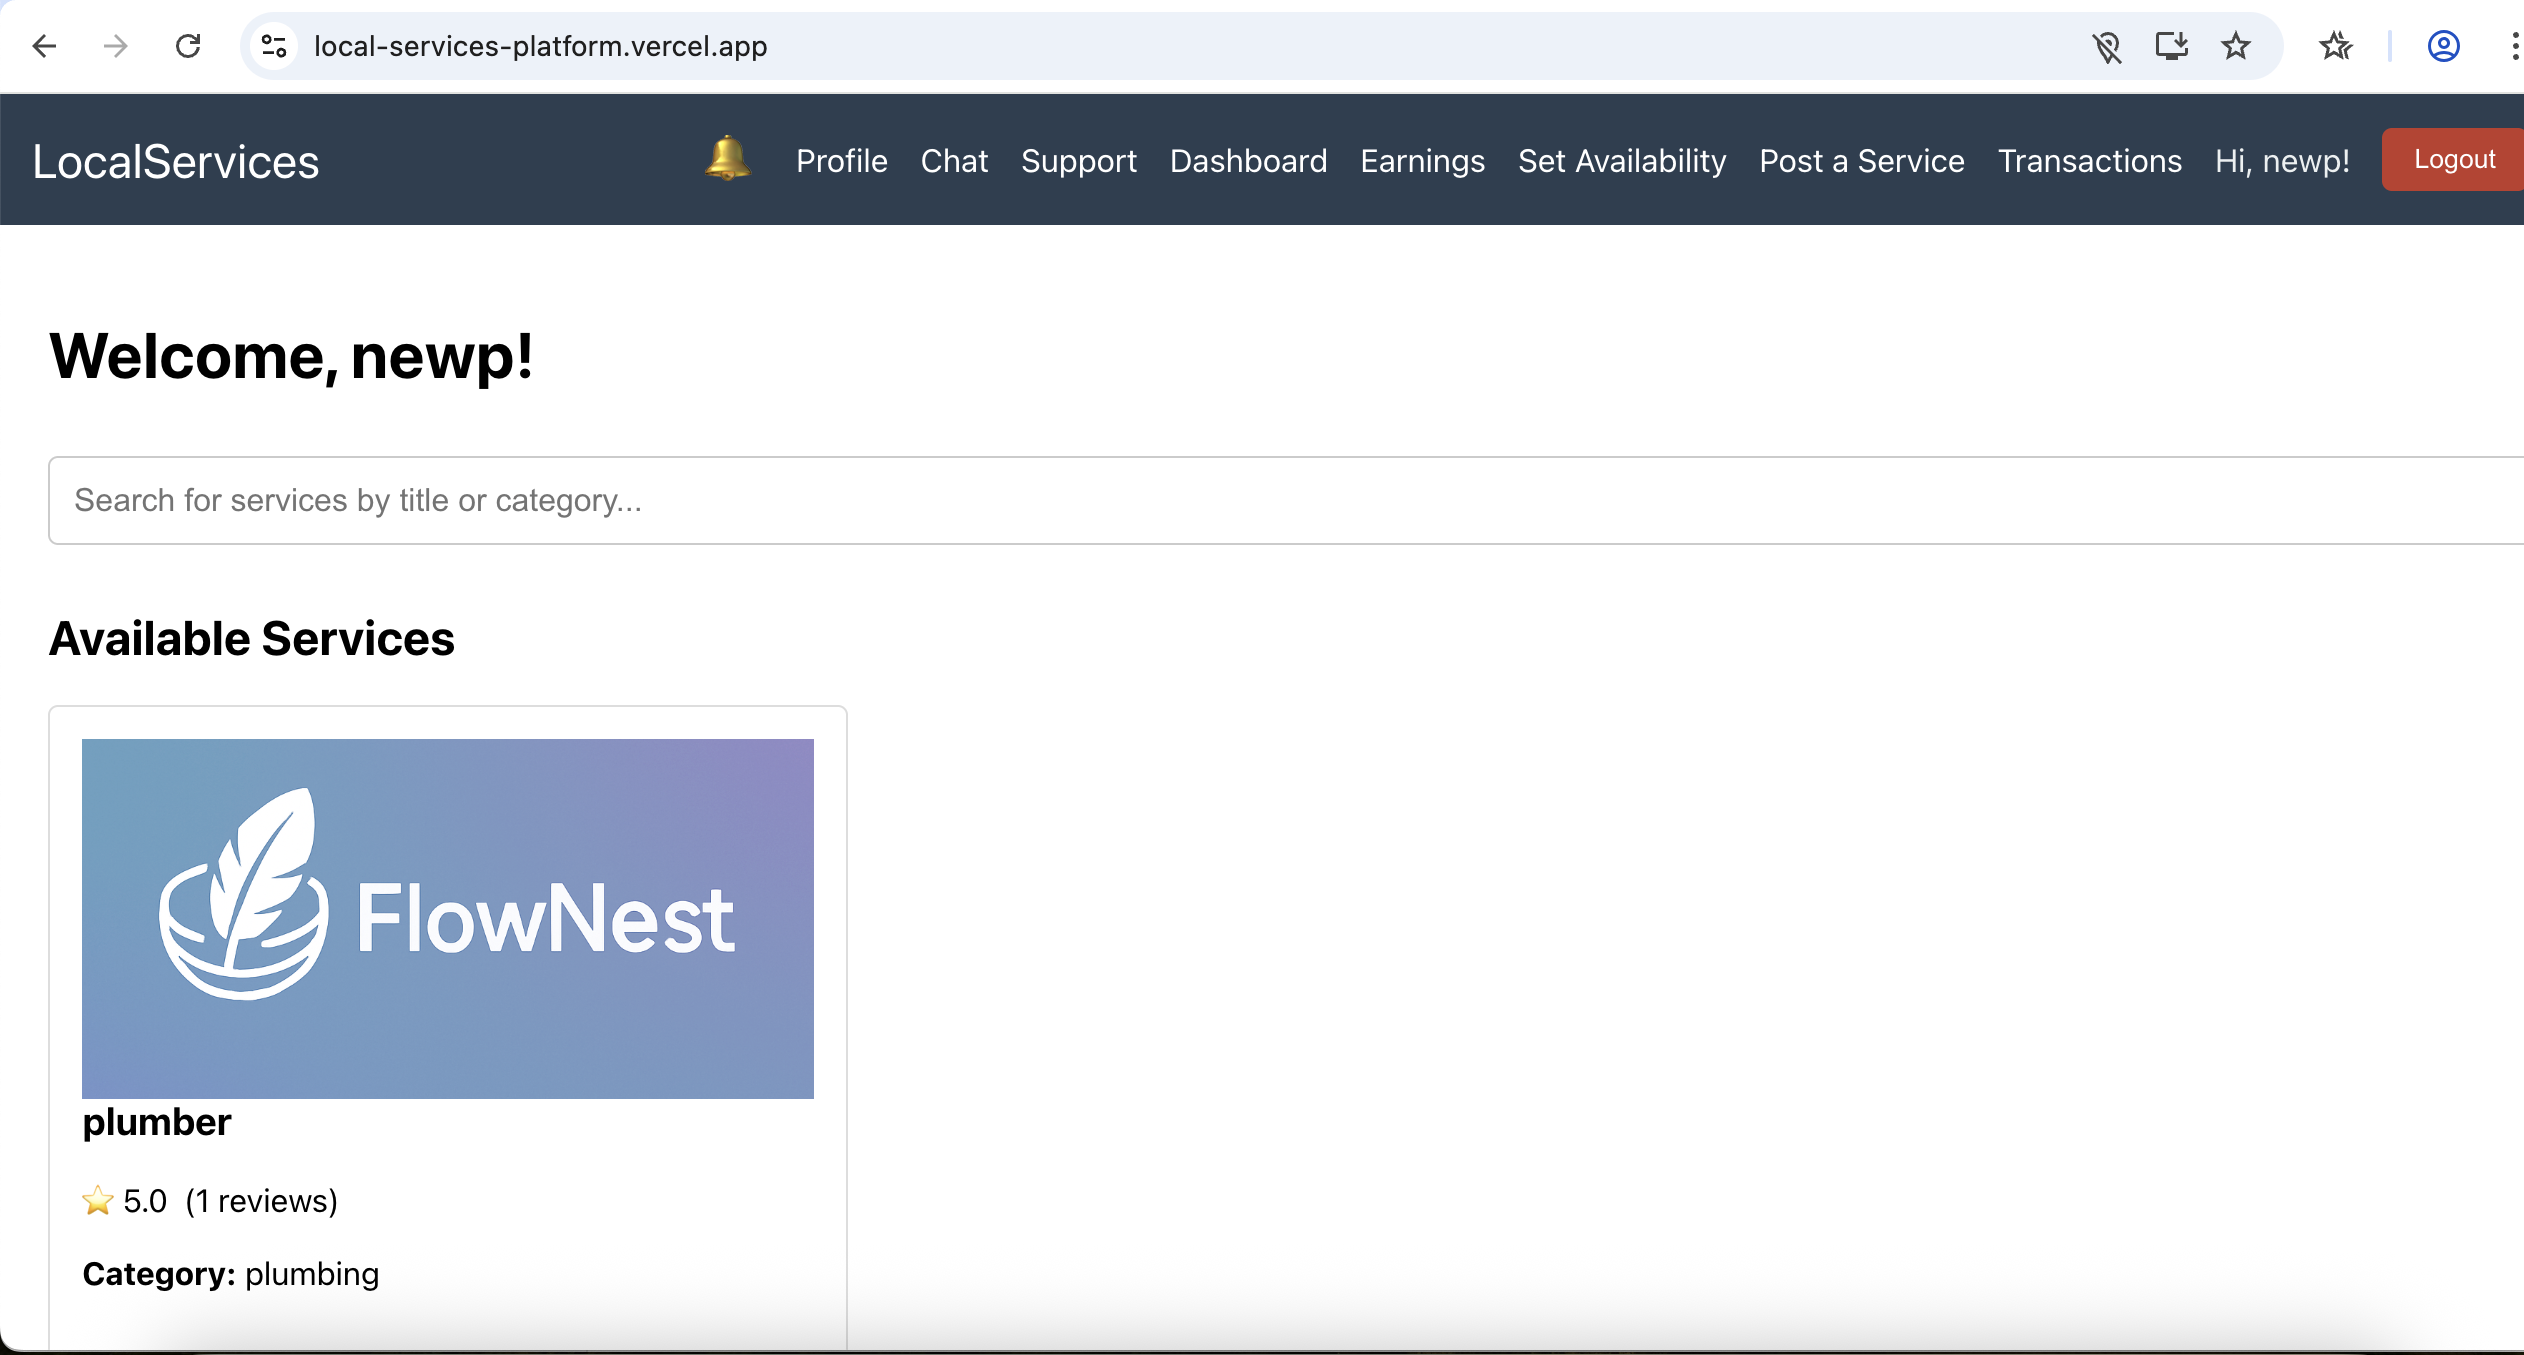 local-services-platform.vercel.app
LocalServices 🔔 Profile Chat Support Dashboard Earnings Set Availability Post a Service Transactions Hi, newp! Logout
Welcome, newp!
Search for services by title or category...
Available Services
FlowNest
plumber
⭐ 5.0 (1 reviews)
Category: plumbing